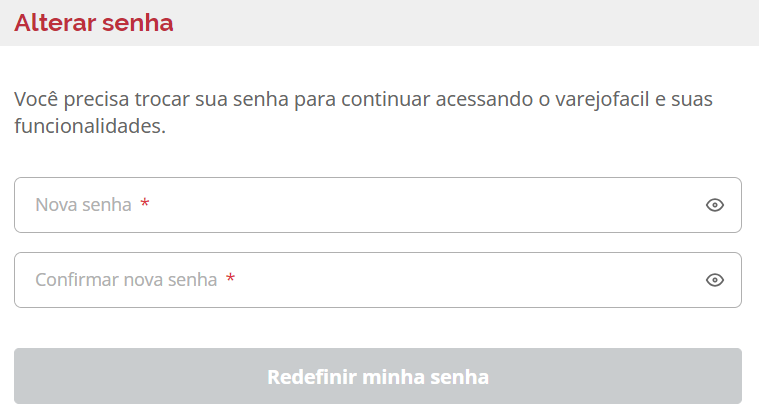 Alterar senha
Você precisa trocar sua senha para continuar acessando o varejofacil e suas
funcionalidades.
Nova senha *
Confirmar nova senha *
Redefinir minha senha